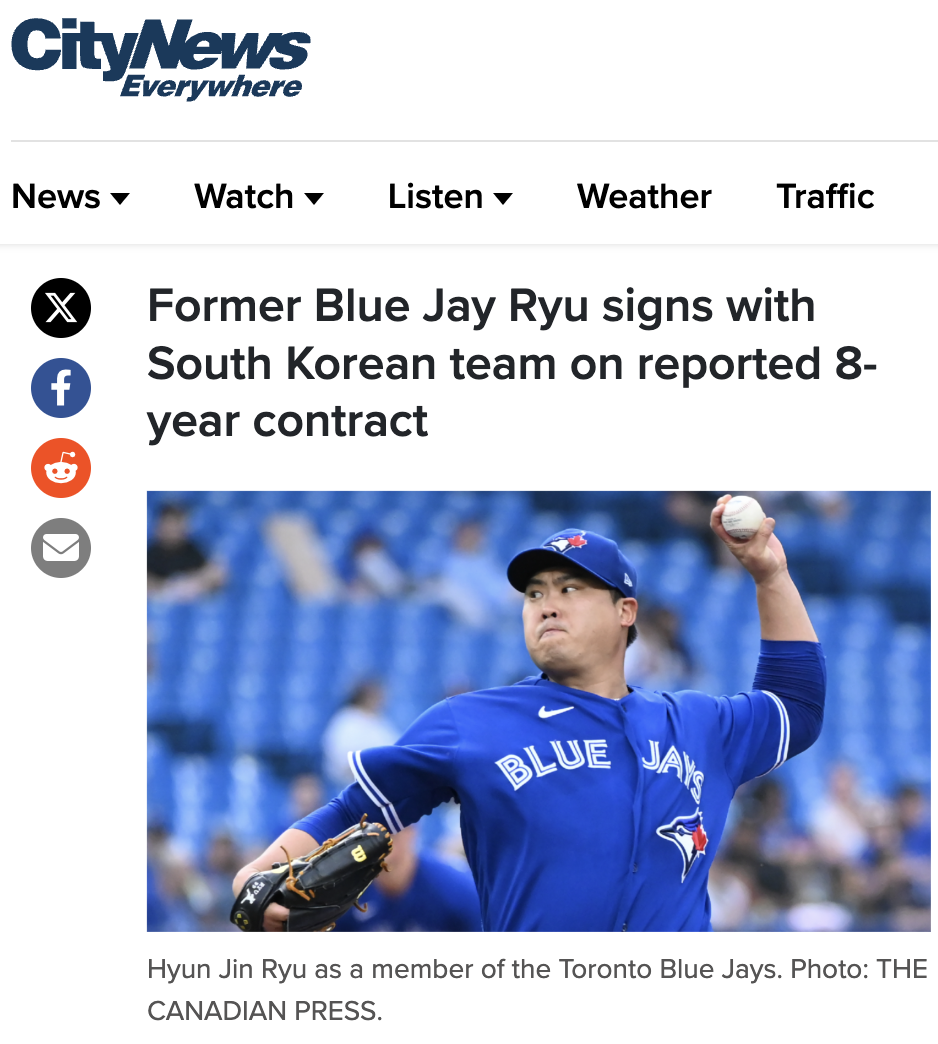 CityNews
Everywhere
News
Watch
Listen
Weather
Traffic
Former Blue Jay Ryu signs with
South Korean team on reported 8-
year contract
BLUE JAYS
Hyun Jin Ryu as a member of the Toronto Blue Jays. Photo: THE
CANADIAN PRESS.